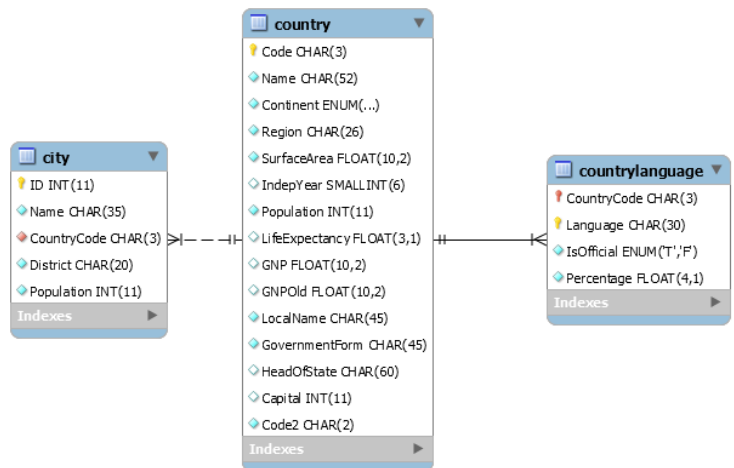 city
ID INT(11)
Name CHAR(35)
CountryCode CHAR(3)
District CHAR(20)
Population INT(11)
Indexes
country
Code CHAR(3)
Name CHAR(52)
Continent ENUM(...)
Region CHAR(26)
SurfaceArea FLOAT(10,2)
IndepYear SMALLINT(6)
Population INT(11)
LifeExpectancy FLOAT(3,1)
GNP FLOAT(10,2)
GNPOld FLOAT(10,2)
LocalName CHAR(45)
GovernmentForm CHAR(45)
HeadOfState CHAR(60)
Capital INT(11)
Code2 CHAR(2)
Indexes
countrylanguage
CountryCode CHAR(3)
Language CHAR(30)
IsOfficial ENUM('T','F')
Percentage FLOAT(4,1)
Indexes